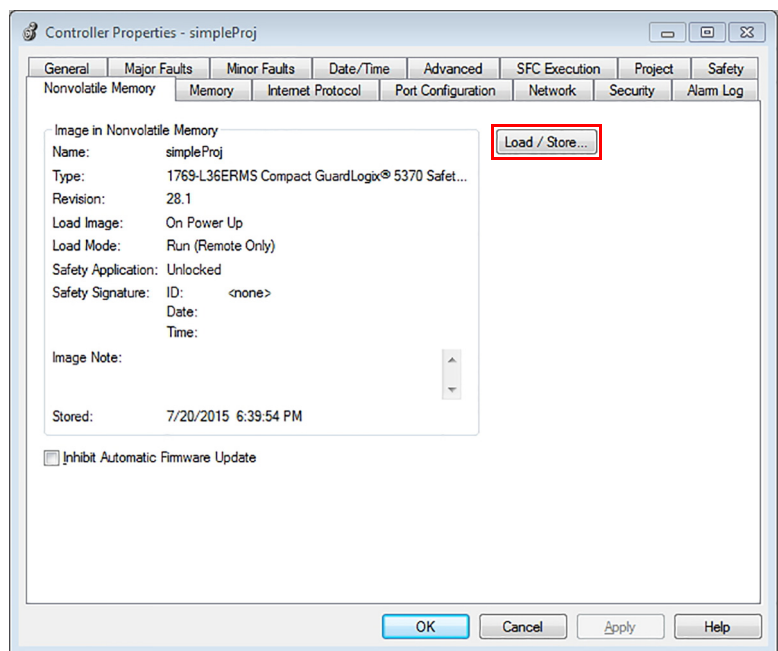 Controller Properties - simpleProj
General Major Faults Minor Faults Date/Time Advanced SFC Execution Project Safety
Nonvolatile Memory Memory Internet Protocol Port Configuration Network Security Alarm Log
Image in Nonvolatile Memory
Load / Store...
Name: simpleProj
Type: 1769-L36ERMS Compact GuardLogix® 5370 Safet...
Revision: 28.1
Load Image: On Power Up
Load Mode: Run (Remote Only)
Safety Application: Unlocked
Safety Signature: ID: <none>
Date:
Time:
Image Note:
Stored: 7/20/2015 6:39:54 PM
Inhibit Automatic Firmware Update
OK Cancel Apply Help